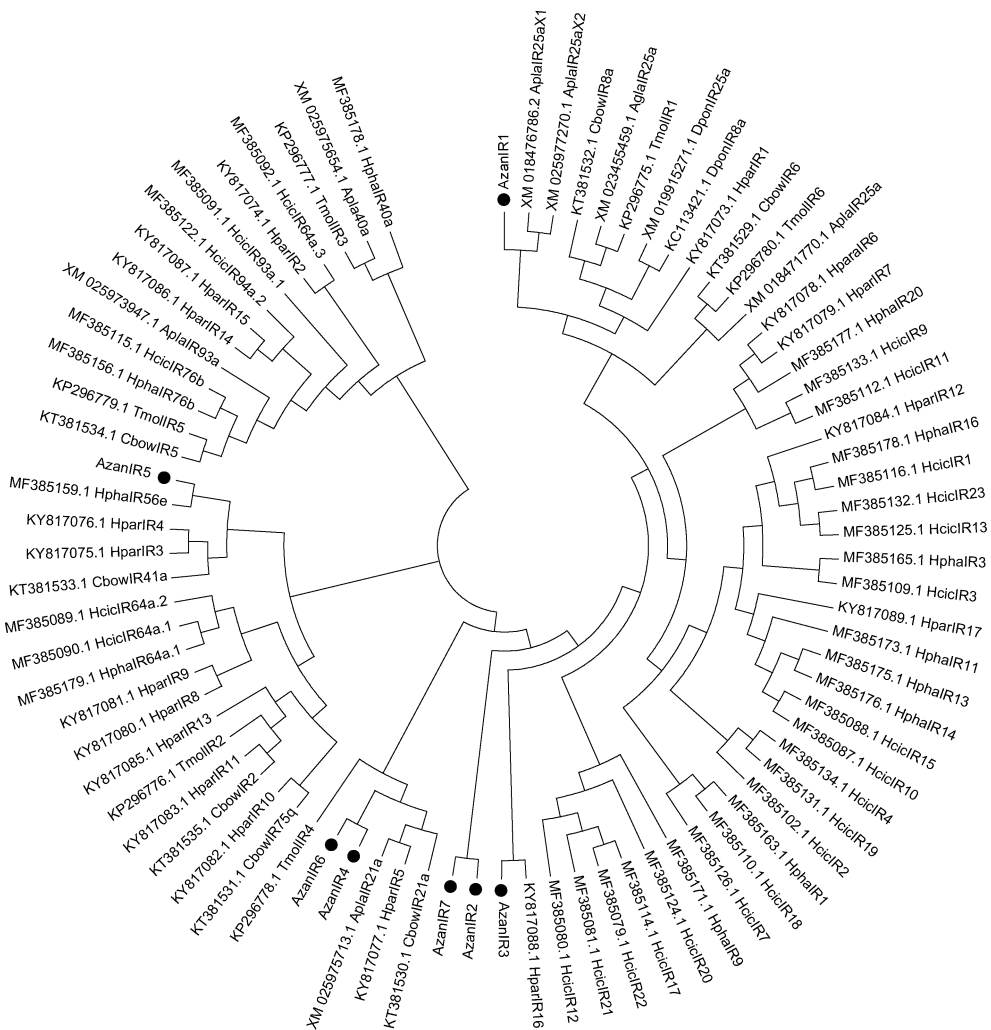 AzanIR1
XM 018476786.2 AplaIR25aX1
XM 025977270.1 AplaIR25aX2
KT381532.1 CbowIR8a
XM 023455459.1 AglaIR25a
KP296775.1 TmolIR1
XM 019915271.1 DponIR25a
KC113421.1 DponIR8a
KY817073.1 HparIR1
KT381529.1 CbowIR6
KP296780.1 TmolIR6
XM 018471770.1 AplaIR25a
KY817078.1 HparaIR6
KY817079.1 HparIR7
MF385177.1 HphaIR20
MF385133.1 HcicIR9
MF385112.1 HcicIR11
KY817084.1 HparIR12
MF385178.1 HphaIR16
MF385116.1 HcicIR1
MF385132.1 HcicIR23
MF385125.1 HcicIR13
MF385165.1 HphaIR3
MF385109.1 HcicIR3
KY817089.1 HparIR17
MF385173.1 HphaIR11
MF385175.1 HphaIR13
MF385176.1 HphaIR14
MF385088.1 HcicIR15
MF385087.1 HcicIR10
MF385134.1 HcicIR4
MF385131.1 HcicIR19
MF385102.1 HcicIR2
MF385163.1 HphaIR1
MF385110.1 HcicIR18
MF385126.1 HcicIR7
MF385171.1 HphaIR9
MF385124.1 HcicIR20
MF385114.1 HcicIR17
MF385079.1 HcicIR22
MF385081.1 HcicIR21
MF385080.1 HcicIR12
KY817088.1 HparIR16
AzanIR3
AzanIR2
AzanIR7
KT381530.1 CbowIR21a
KY817077.1 HparIR5
XM 025975713.1 AplaIR21a
AzanIR4
AzanIR6
KP296778.1 TmolIR4
KT381531.1 CbowIR75q
KY817082.1 HparIR10
KT381535.1 CbowIR2
KY817083.1 HparIR11
KP296776.1 TmolIR2
KY817085.1 HparIR13
KY817080.1 HparIR8
KY817081.1 HparIR9
MF385179.1 HphaIR64a.1
MF385090.1 HcicIR64a.1
MF385089.1 HcicIR64a.2
KT381533.1 CbowIR41a
KY817075.1 HparIR3
KY817076.1 HparIR4
MF385159.1 HphaIR56e
AzanIR5
KT381534.1 CbowIR5
KP296779.1 TmolIR5
MF385156.1 HphaIR76b
MF385115.1 HcicIR76b
XM 025973947.1 AplaIR93a
KY817086.1 HparIR14
KY817087.1 HparIR15
MF385122.1 HcicIR94a.2
MF385091.1 HcicIR93a.1
KY817074.1 HparIR2
MF385092.1 HcicIR64a.3
KP296777.1 TmolIR3
XM 025975654.1 Apla40a
MF385178.1 HphaIR40a